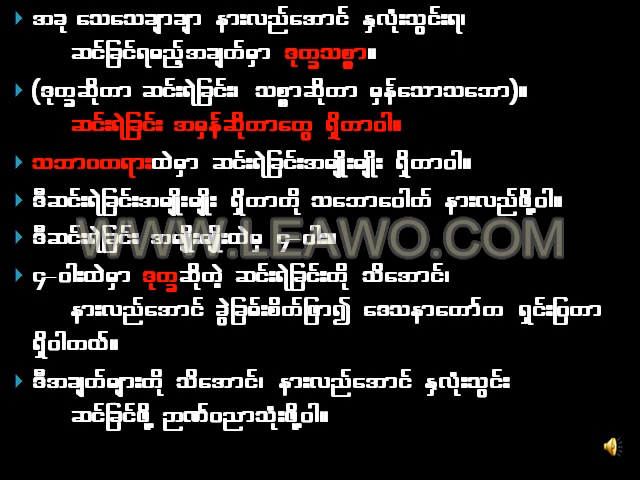 အခု သေသေချာချာ နားလည်အောင် နှလုံးသွင်းရ၊
ဆင်ခြင်ရမည့်အချက်မှာ ဒုက္ခသစ္စာ။
(ဒုက္ခဆိုတာ ဆင်းရဲခြင်း၊ သစ္စာဆိုတာ မှန်သောသဘော)။
ဆင်းရဲခြင်း အမှန်ဆိုတာတွေ ရှိတာပါ။
သဘာဝတရားထဲမှာ ဆင်းရဲခြင်းအမျိုးမျိုး ရှိတာပါ။
ဒီဆင်းရဲခြင်းအမျိုးမျိုး ရှိတာကို သဘောပေါက် နားလည်ဖို့ပါ။
ဒီဆင်းရဲခြင်း အမျိုးမျိုးထဲမှ ၄-ပါး၊
WWW.LEAWO.COM
၄-ပါးထဲမှာ ဒုက္ခဆိုတဲ့ ဆင်းရဲခြင်းကို သိအောင်၊
နားလည်အောင် ခွဲခြမ်းစိတ်ဖြာ၍ ဒေသနာတော်က ရှင်းပြတာ
ရှိပါတယ်။
ဒီအချက်များကို သိအောင်၊ နားလည်အောင် နှလုံးသွင်း
ဆင်ခြင်ဖို့ ဉာဏ်ပညာသုံးဖို့ပါ။